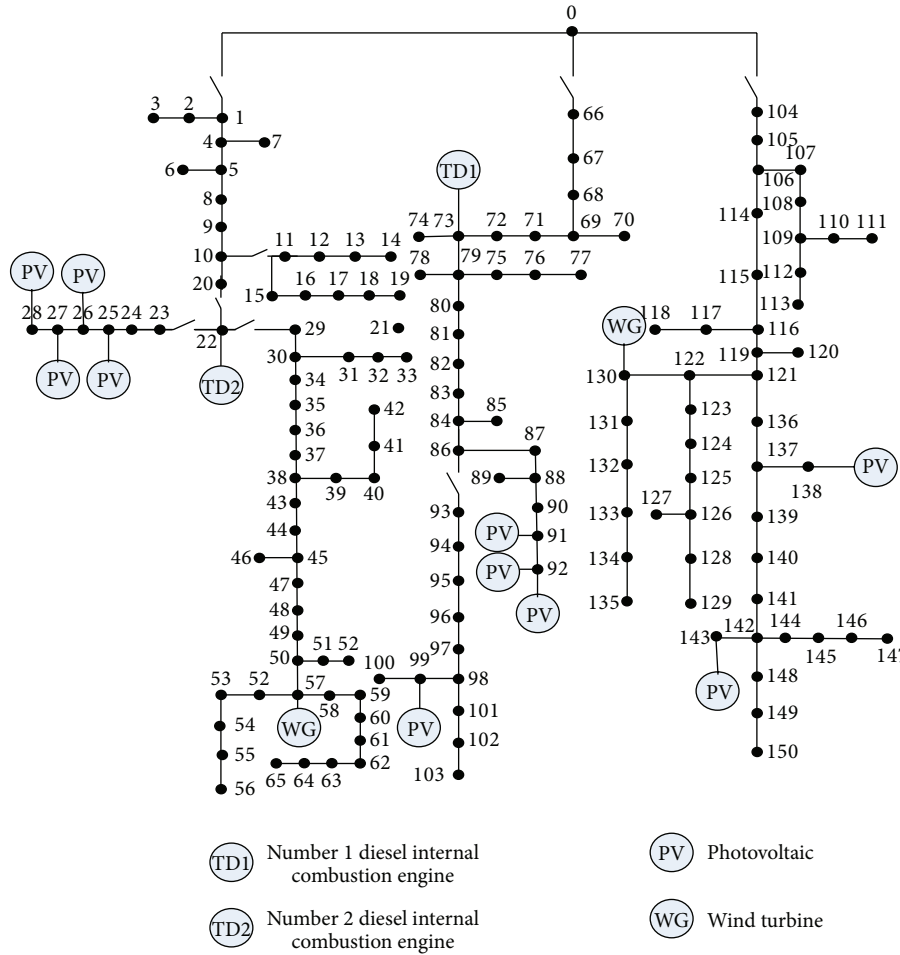 0
3 2 1
66
104
4 7
105
107
6 5
67
106
TD1
8
68
108
114
9
74 73 72 71 69 70
109 110 111
10 11 12 13 14
78 79 75 76 77
115 112
PV PV
20
15 16 17 18 19
80
113
28 27 26 25 24 23
22
29
21
81
WG 118 117 116
PV PV
TD2
30 31 32 33
82
119 120
34
83
130 122 121
35
42
84 85
123
131
136
36
41
86 87
124
137
37
38 39 40
89 88
132
125
138
PV
43
93
90
127 126
133
139
44
94
PV 91
46 45
PV 92
134
128
140
47
95
PV
135
129
141
48
96
49
97
143 142 144 146
145
147
50 51 52
100 99 98
148
53 52 57 58 59
PV
101
149
54
WG
PV
60
102
150
55
61
56
65 64 63 62
103
TD1 Number 1 diesel internal
combustion engine
PV Photovoltaic
TD2 Number 2 diesel internal
combustion engine
WG Wind turbine